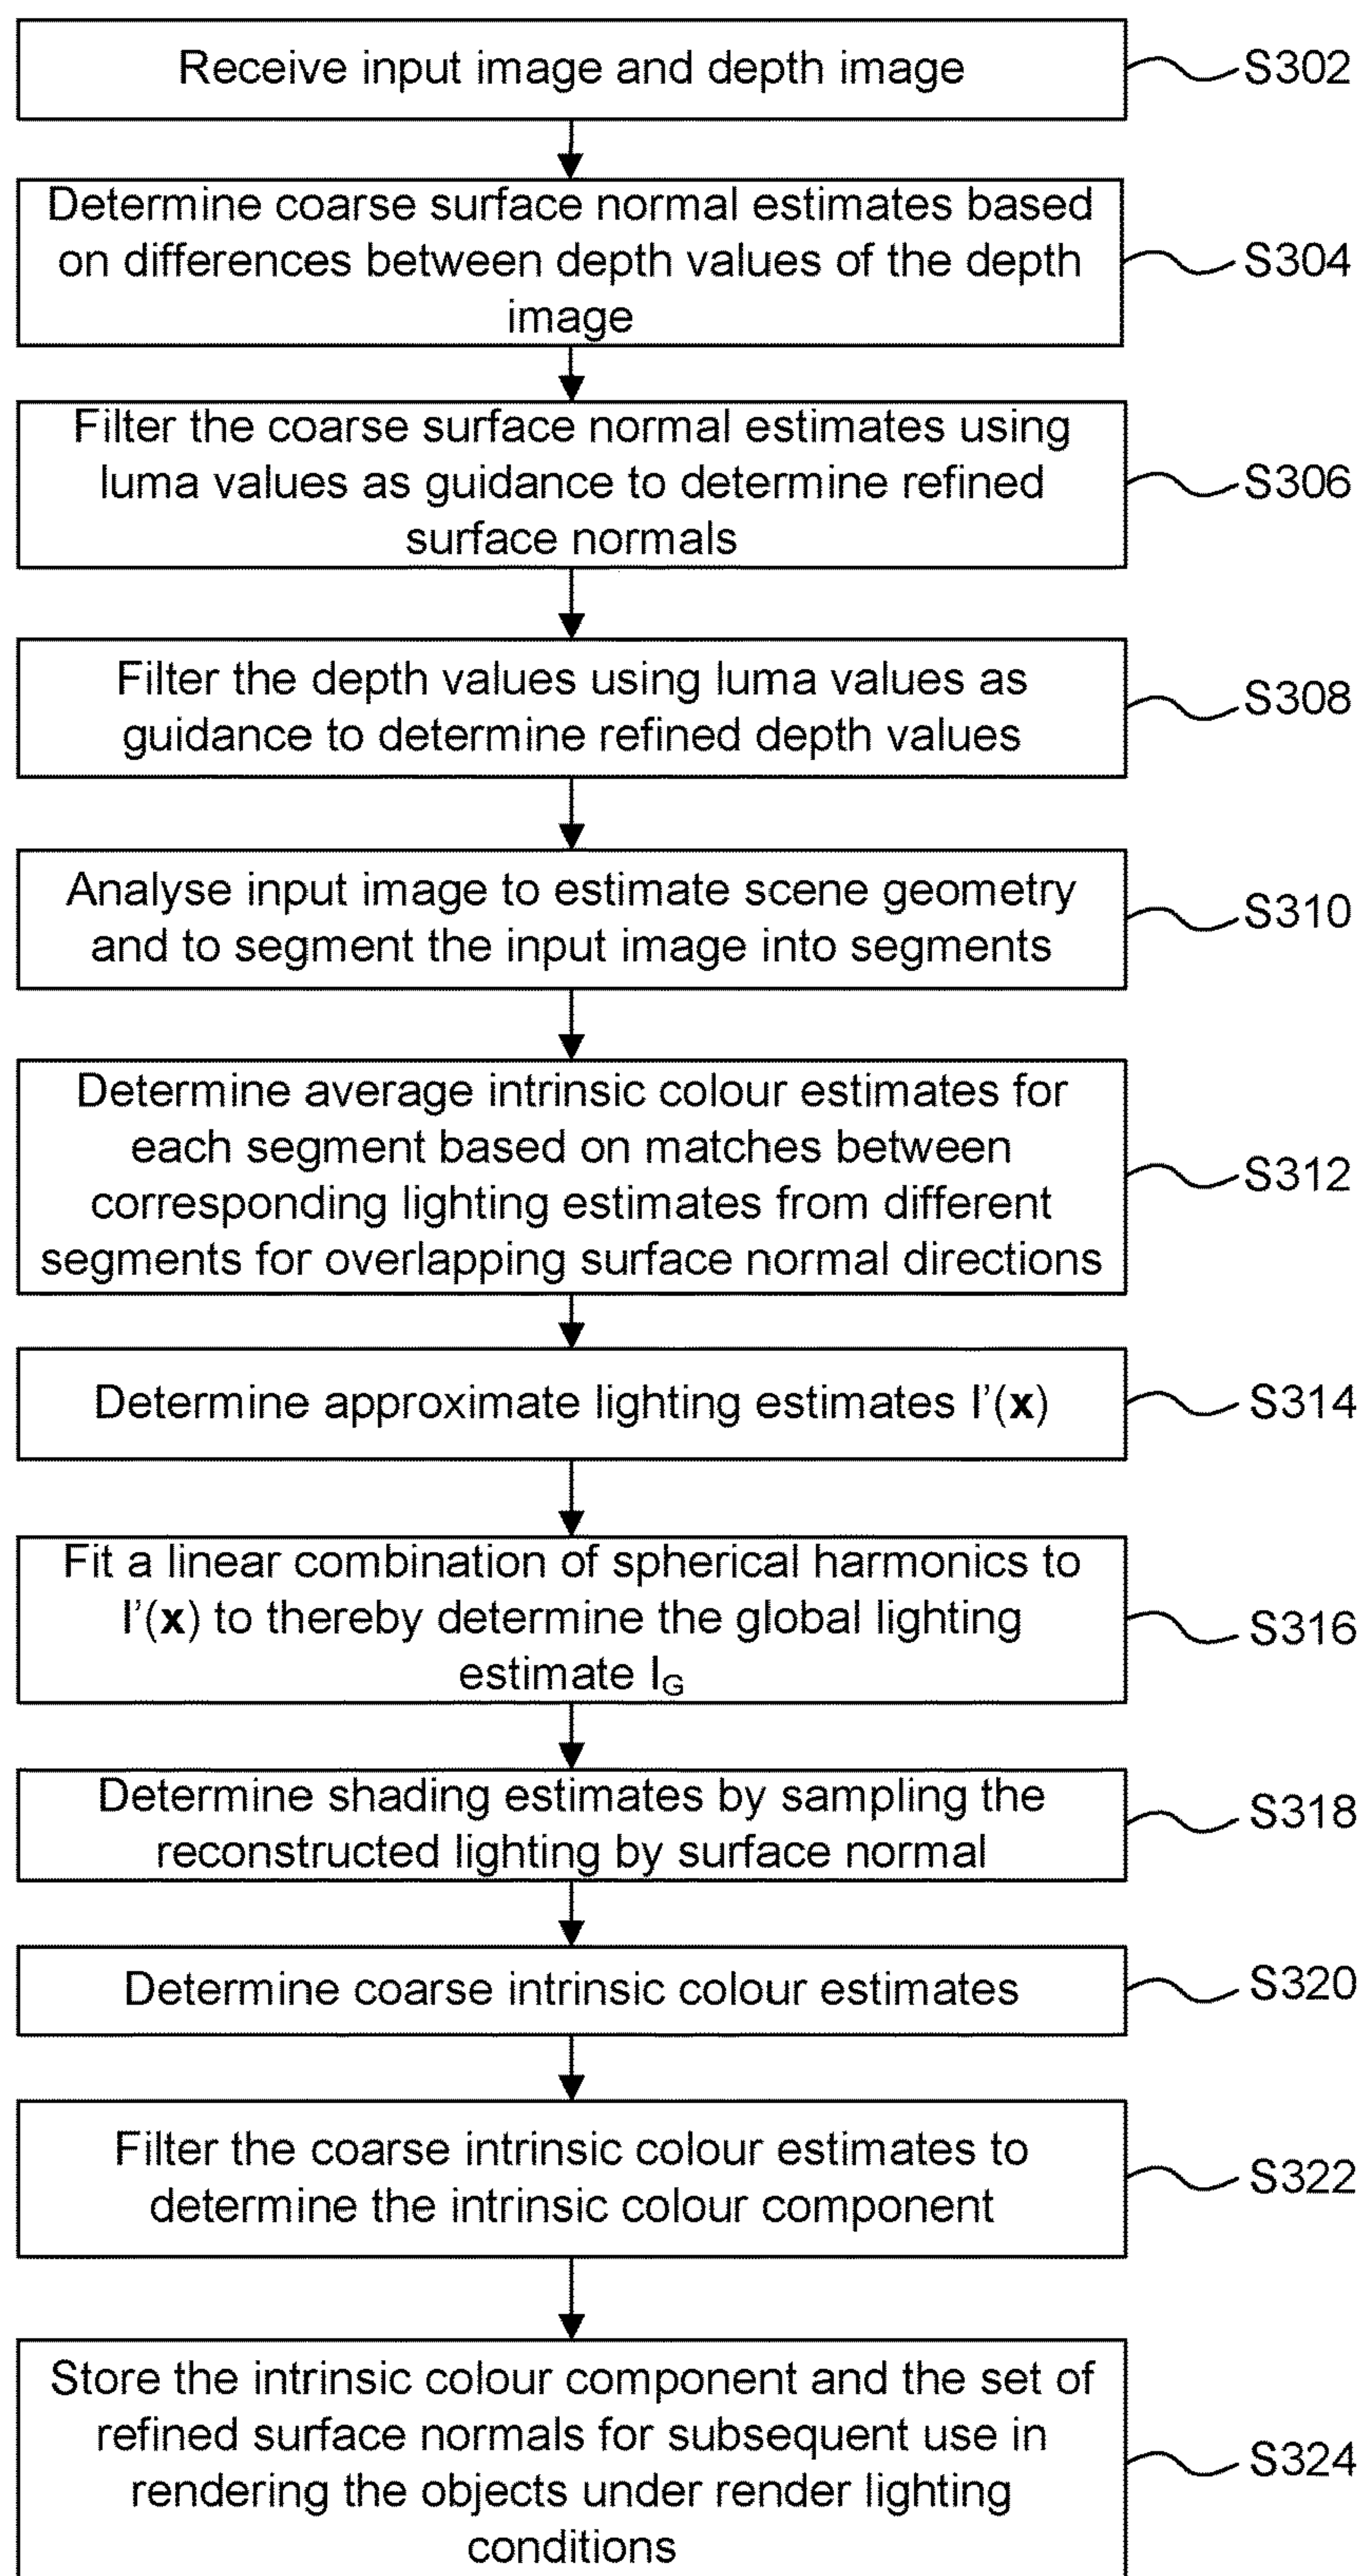 Receive input image and depth image
S302
Determine coarse surface normal estimates based
on differences between depth values of the depth
image
S304
Filter the coarse surface normal estimates using
luma values as guidance to determine refined
surface normals
S306
Filter the depth values using luma values as
guidance to determine refined depth values
S308
Analyse input image to estimate scene geometry
and to segment the input image into segments
S310
Determine average intrinsic colour estimates for
each segment based on matches between
corresponding lighting estimates from different
segments for overlapping surface normal directions
S312
Determine approximate lighting estimates I’(x)
S314
Fit a linear combination of spherical harmonics to
I’(x) to thereby determine the global lighting
estimate IG
S316
Determine shading estimates by sampling the
reconstructed lighting by surface normal
S318
Determine coarse intrinsic colour estimates
S320
Filter the coarse intrinsic colour estimates to
determine the intrinsic colour component
S322
Store the intrinsic colour component and the set of
refined surface normals for subsequent use in
rendering the objects under render lighting
conditions
S324